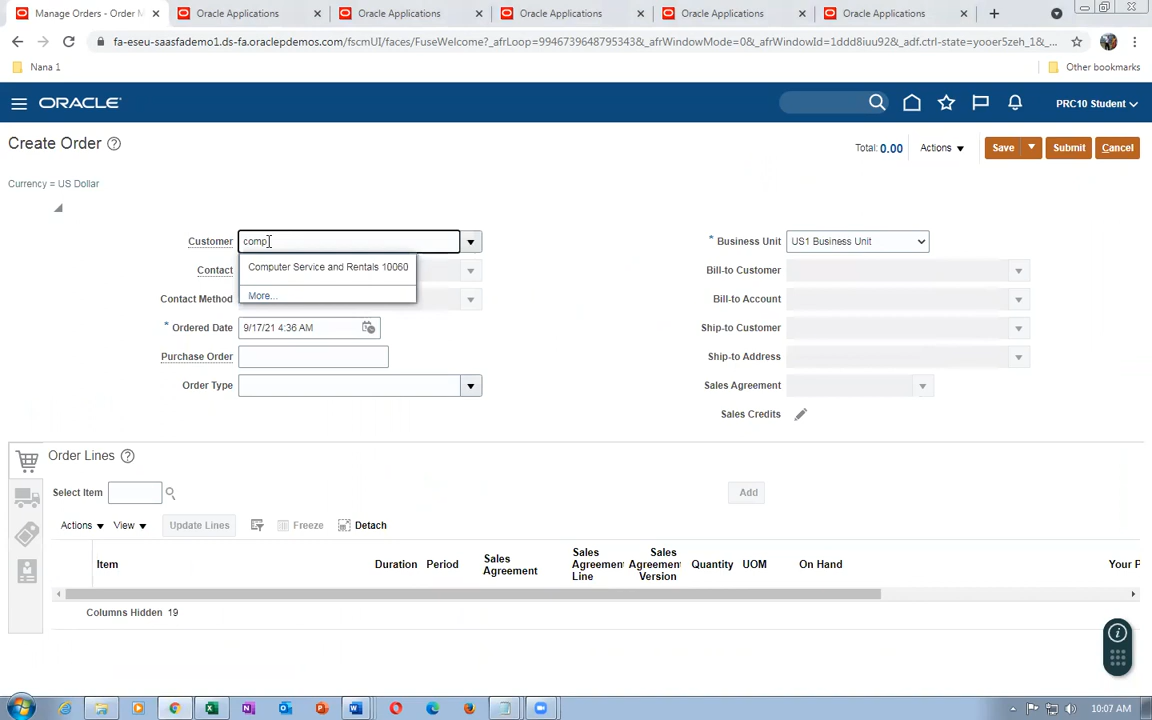 Manage Orders - Order M
Oracle Applications
Oracle Applications
Oracle Applications
Oracle Applications
Oracle Applications
fa-eseu-saasfademo1.ds-fa.oraclepdemos.com/fscmUI/faces/FuseWelcome?_afrLoop=9946739648795343&_afrWindowMode=0&_afrWindowId=1ddd8iuu92&_adf.ctrl-state=yooer5zeh_1&_...
Nana 1
Other bookmarks
ORACLE
PRC10 Student
Create Order
Total: 0.00
Actions
Save
Submit
Cancel
Currency = US Dollar
Customer
comp
Business Unit
US1 Business Unit
Computer Service and Rentals 10060
Contact
Bill-to Customer
More...
Contact Method
Bill-to Account
* Ordered Date
9/17/21 4:36 AM
Ship-to Customer
Purchase Order
Ship-to Address
Order Type
Sales Agreement
Sales Credits
Order Lines
Select Item
Add
Actions
View
Update Lines
Freeze
Detach
Item
Duration
Period
Sales Agreement
Sales Agreement Line
Sales Agreement Version
Quantity
UOM
On Hand
Your P
Columns Hidden 19
10:07 AM